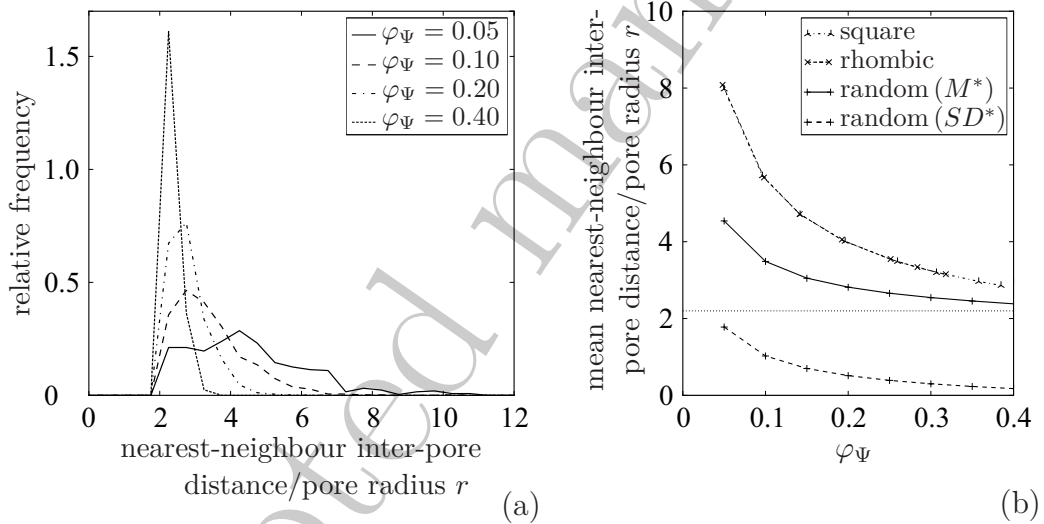 relative frequency
1.5
1.0
0.5
0
0 2 4 6 8 10 12
φΨ = 0.05
φΨ = 0.10
φΨ = 0.20
φΨ = 0.40
nearest-neighbour inter-pore
distance/pore radius r
(a)
mean nearest-neighbour inter-
pore distance/pore radius r
10
8
6
4
2
0
0 0.1 0.2 0.3 0.4
square
rhombic
random (M*)
random (SD*)
φΨ
(b)
oted man